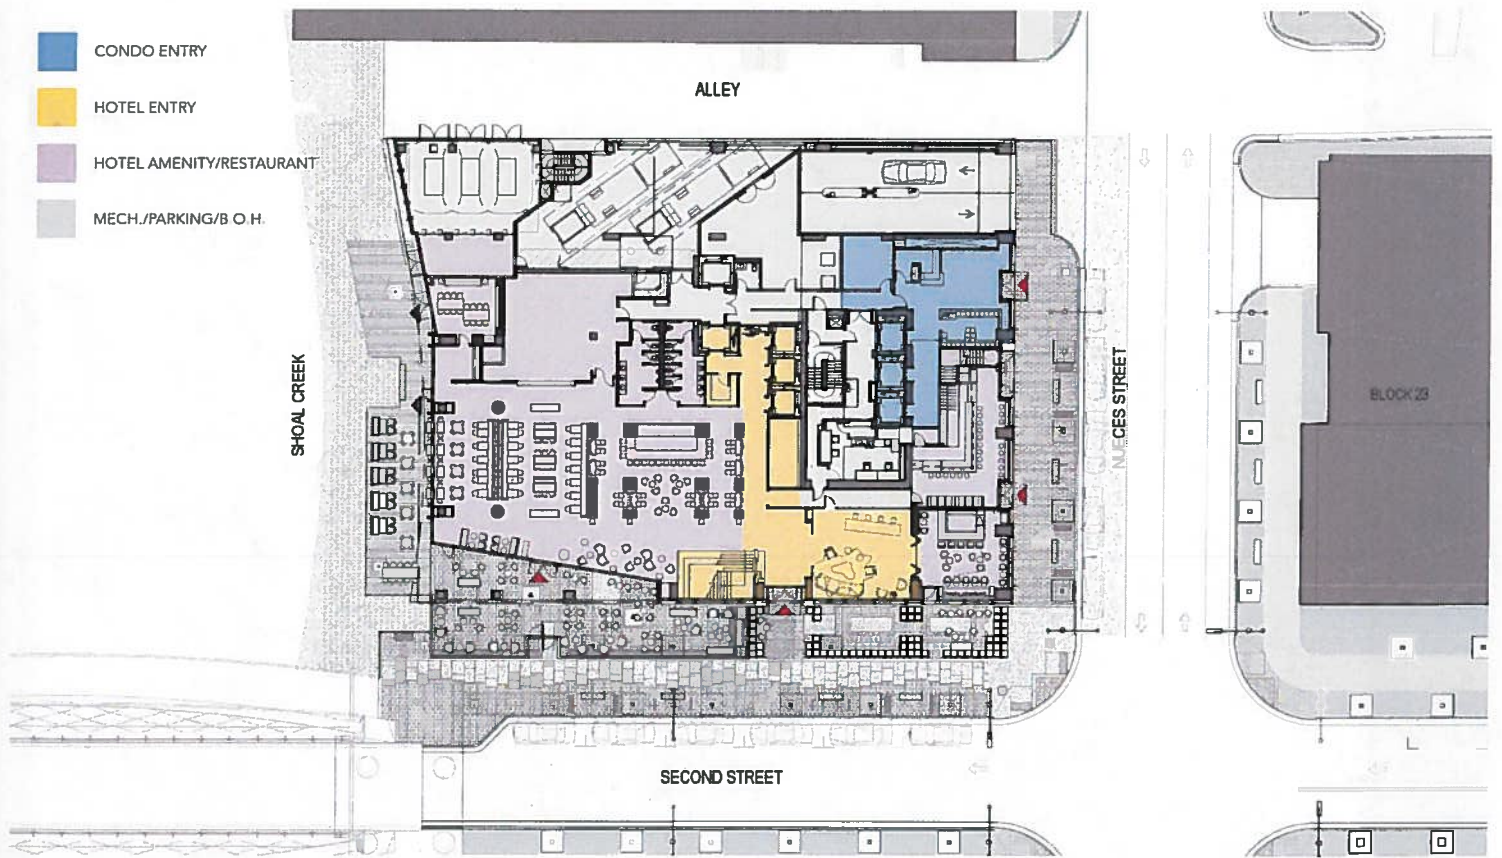 CONDO ENTRY
HOTEL ENTRY
HOTEL AMENITY/RESTAURANT
MECH./PARKING/B O.H.
ALLEY
SHOAL CREEK
NUECES STREET
BLOCK 23
SECOND STREET